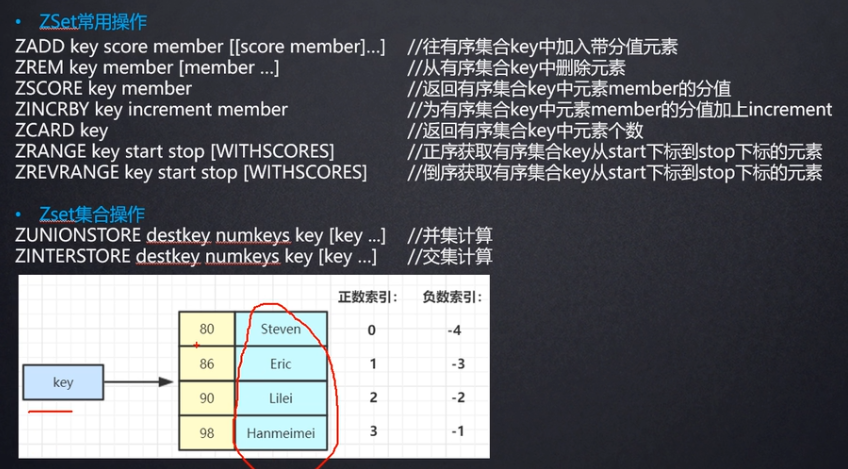 • ZSet常用操作
ZADD key score member [[score member]…] //往有序集合key中加入带分值元素
ZREM key member [member …] //从有序集合key中删除元素
ZSCORE key member //返回有序集合key中元素member的分值
ZINCRBY key increment member //为有序集合key中元素member的分值加上increment
ZCARD key //返回有序集合key中元素个数
ZRANGE key start stop [WITHSCORES] //正序获取有序集合key从start下标到stop下标的元素
ZREVRANGE key start stop [WITHSCORES] //倒序获取有序集合key从start下标到stop下标的元素
• Zset集合操作
ZUNIONSTORE destkey numkeys key [key ...] //并集计算
ZINTERSTORE destkey numkeys key [key …] //交集计算
正数索引: 负数索引:
80 Steven 0 -4
86 Eric 1 -3
key
90 Lilei 2 -2
98 Hanmeimei 3 -1